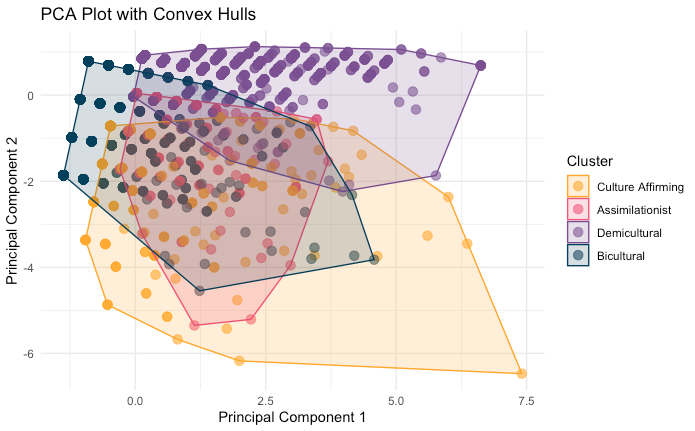 PCA Plot with Convex Hulls
Principal Component 2
0
-2
-4
-6
0.0
2.5
5.0
7.5
Principal Component 1
Cluster
Culture Affirming
Assimilationist
Demicultural
Bicultural